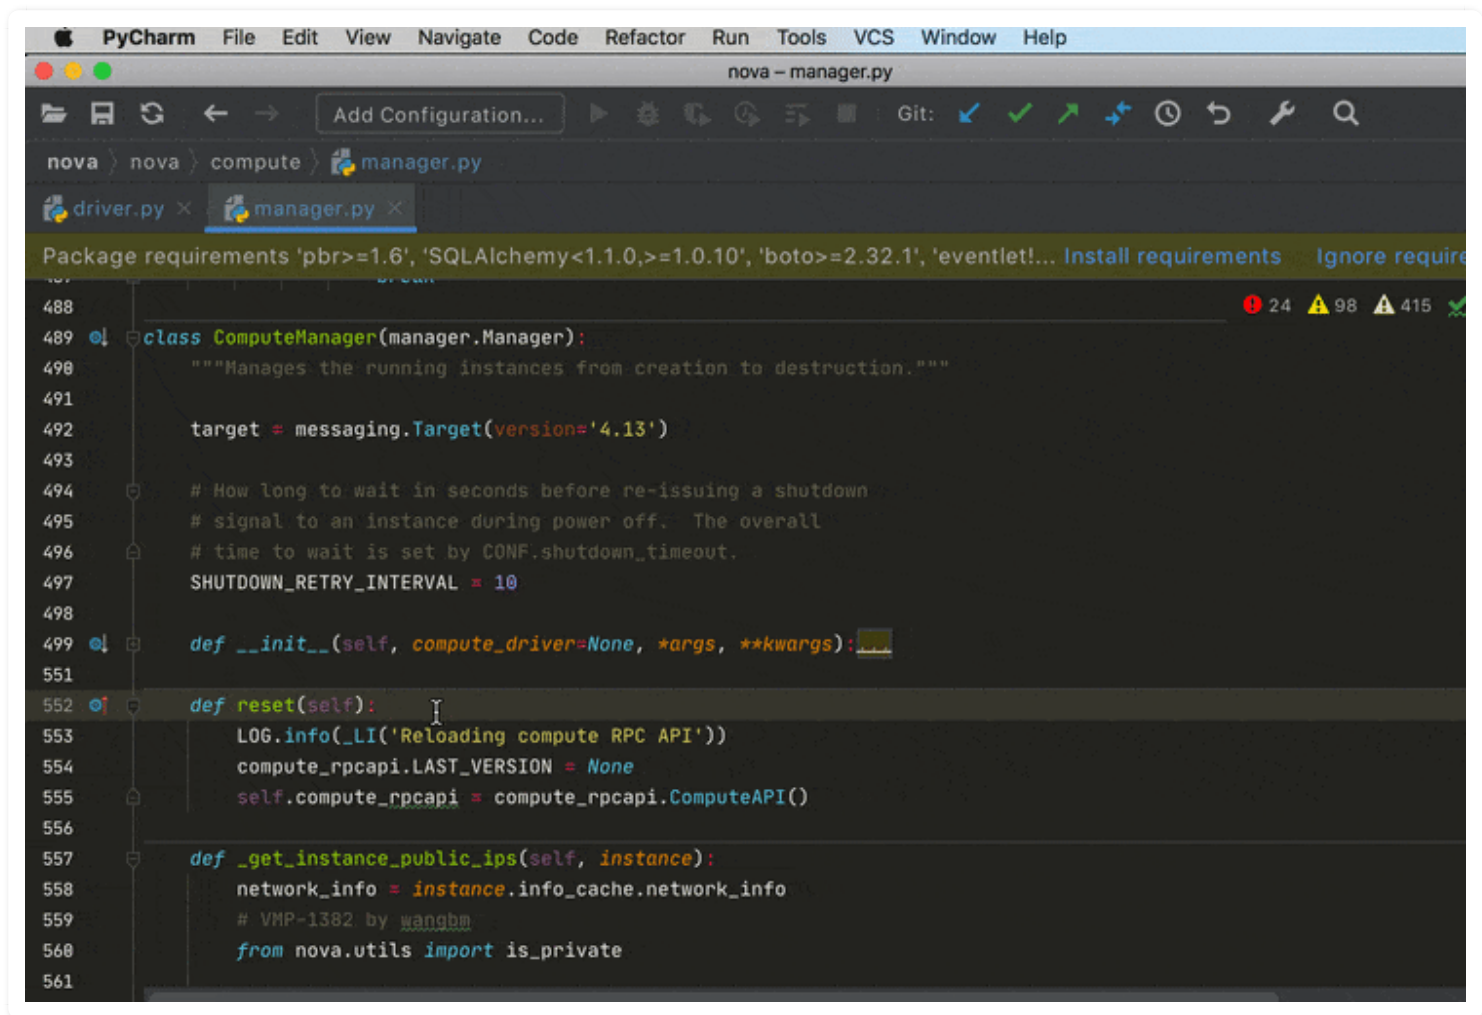 PyCharm File Edit View Navigate Code Refactor Run Tools VCS Window Help
nova – manager.py
Add Configuration... Git:
nova nova compute manager.py
driver.py manager.py
Package requirements 'pbr>=1.6', 'SQLAlchemy<1.1.0,>=1.0.10', 'boto>=2.32.1', 'eventlet!... Install requirements Ignore require
488
24 98 415
489 class ComputeManager(manager.Manager):
490 """Manages the running instances from creation to destruction."""
491
492 target = messaging.Target(version='4.13')
493
494 # How long to wait in seconds before re-issuing a shutdown
495 # signal to an instance during power off.  The overall
496 # time to wait is set by CONF.shutdown_timeout.
497 SHUTDOWN_RETRY_INTERVAL = 10
498
499 def __init__(self, compute_driver=None, *args, **kwargs):...
551
552 def reset(self):
553 LOG.info(_LI('Reloading compute RPC API'))
554 compute_rpcapi.LAST_VERSION = None
555 self.compute_rpcapi = compute_rpcapi.ComputeAPI()
556
557 def _get_instance_public_ips(self, instance):
558 network_info = instance.info_cache.network_info
559 # VMP-1382 by wangbm
560 from nova.utils import is_private
561